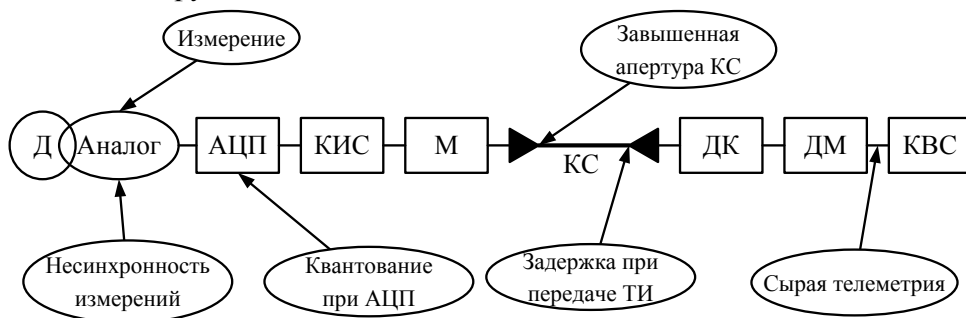 Измерение
Завышенная
апертура КС
Д
Аналог
АЦП
КИС
М
КС
ДК
ДМ
КВС
Несинхронность
измерений
Квантование
при АЦП
Задержка при
передаче ТИ
Сырая телеметрия